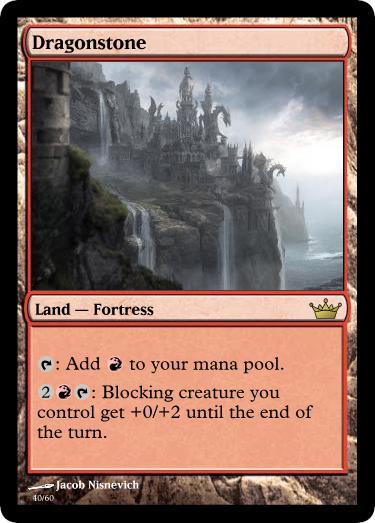 Dragonstone
Land — Fortress
: Add to your mana pool.
2 : Blocking creature you
control get +0/+2 until the end of
the turn.
Jacob Nisnevich
40/60